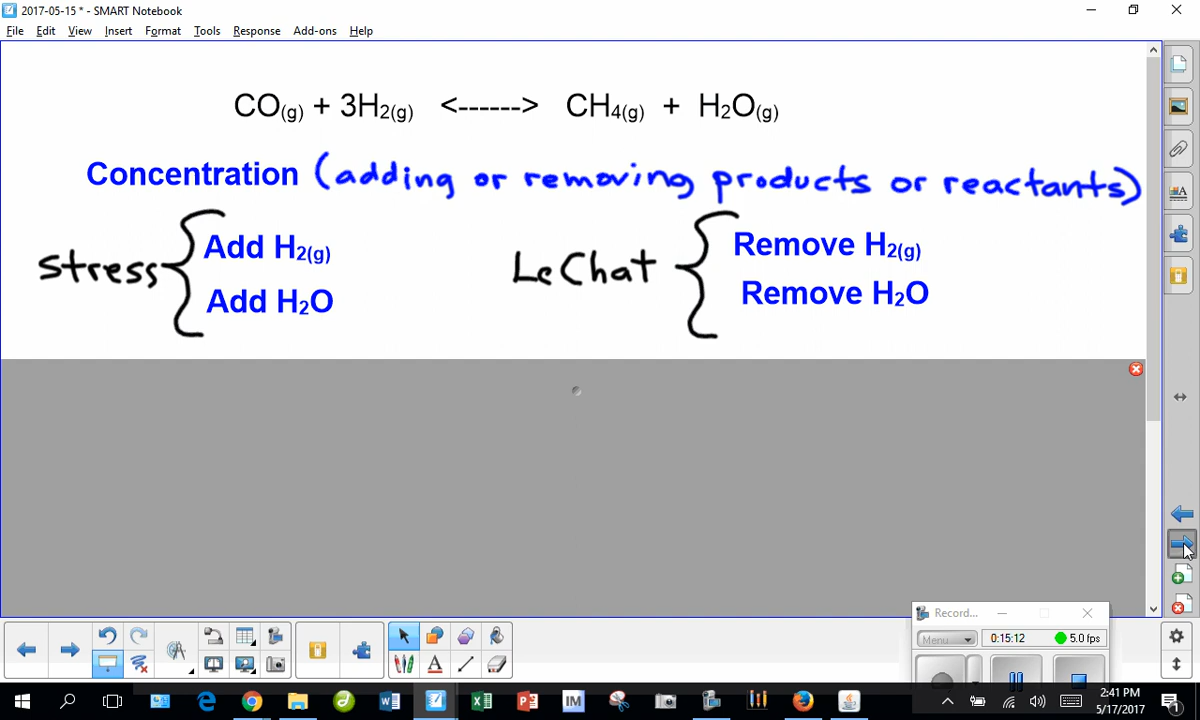 2017-05-15 * - SMART Notebook
File Edit View Insert Format Tools Response Add-ons Help
CO(g) + 3H2(g) <------> CH4(g) + H2O(g)
Concentration (adding or removing products or reactants)
Stress { Add H2(g)
Add H2O
LeChat { Remove H2(g)
Remove H2O
Record...
Menu 0:15:12 5.0 fps
2:41 PM
5/17/2017